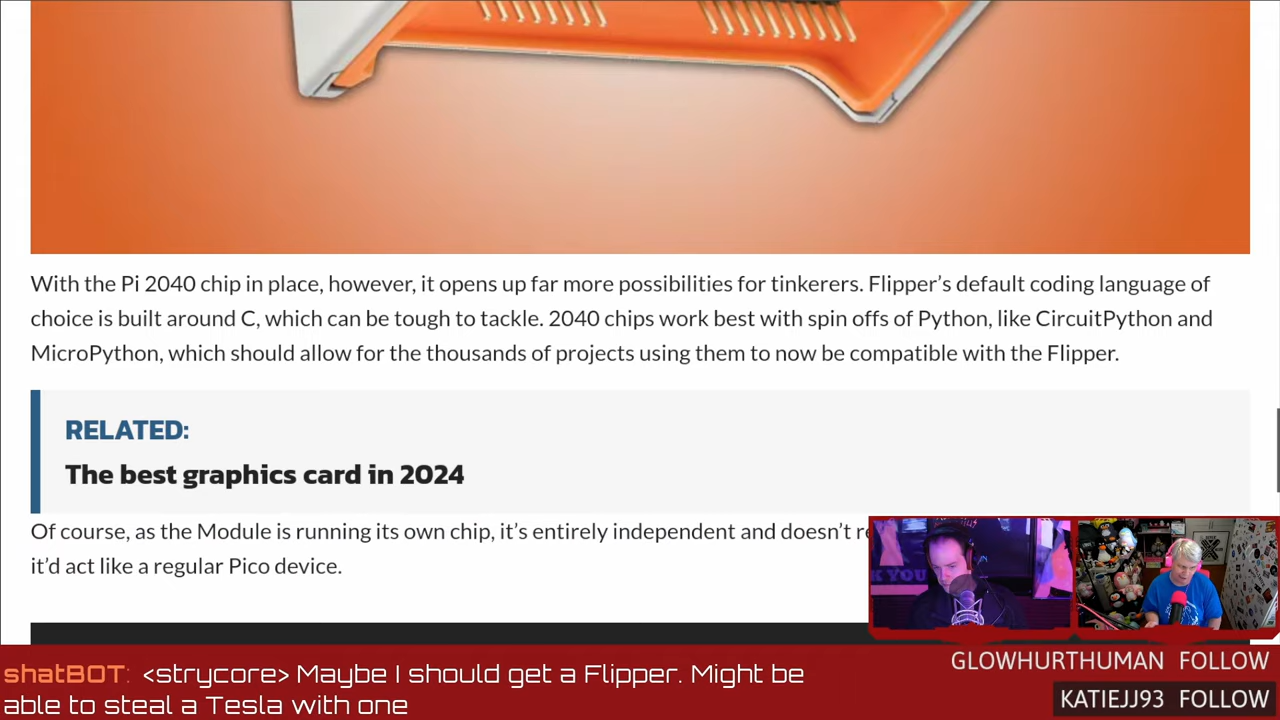 With the Pi 2040 chip in place, however, it opens up far more possibilities for tinkerers. Flipper’s default coding language of
choice is built around C, which can be tough to tackle. 2040 chips work best with spin offs of Python, like CircuitPython and
MicroPython, which should allow for the thousands of projects using them to now be compatible with the Flipper.
RELATED:
The best graphics card in 2024
Of course, as the Module is running its own chip, it’s entirely independent and doesn’t
it’d act like a regular Pico device.
K YOU
shatBOT: <strycore> Maybe I should get a Flipper. Might be
able to steal a Tesla with one
GLOWHURTHUMAN FOLLOW
KATIEJJ93 FOLLOW